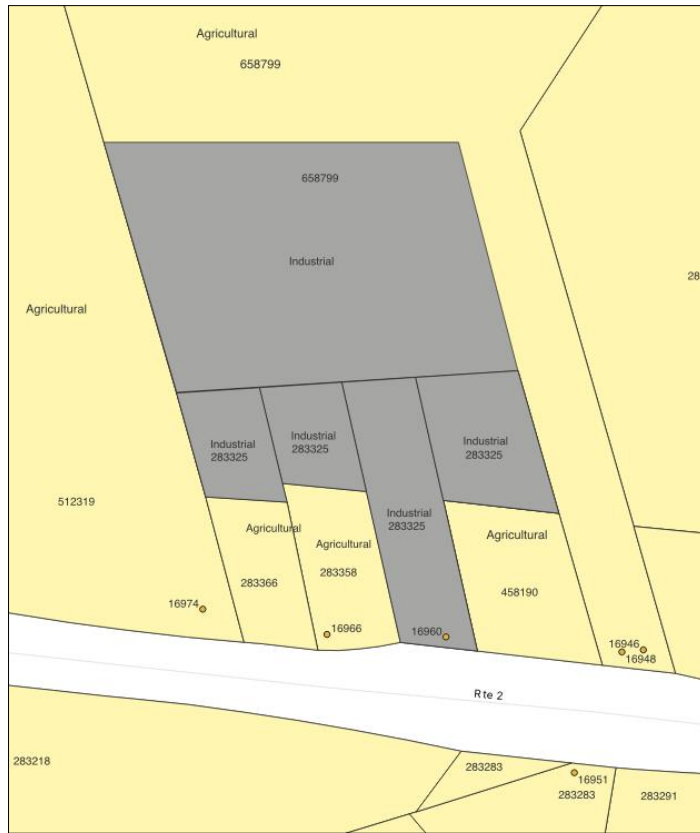 Agricultural
658799
658799
Industrial
28
Agricultural
Industrial
283325
Industrial
283325
Industrial
283325
512319
Industrial
283325
Agricultural
283366
Agricultural
283358
Agricultural
458190
16974
16966
16960
16946
16948
Rte 2
283218
283283
16951
283283
283291